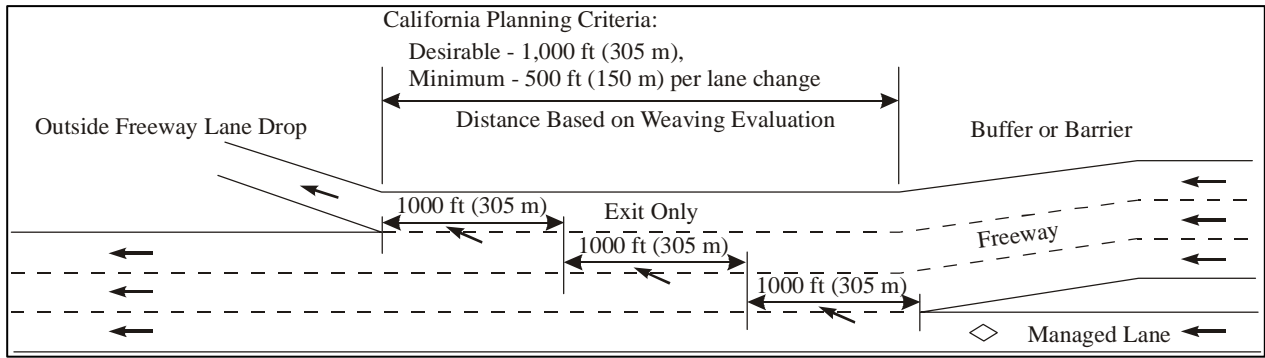 California Planning Criteria:
Desirable - 1,000 ft (305 m),
Minimum - 500 ft (150 m) per lane change
Outside Freeway Lane Drop
Distance Based on Weaving Evaluation
Buffer or Barrier
1000 ft (305 m)
Exit Only
Freeway
1000 ft (305 m)
1000 ft (305 m)
Managed Lane